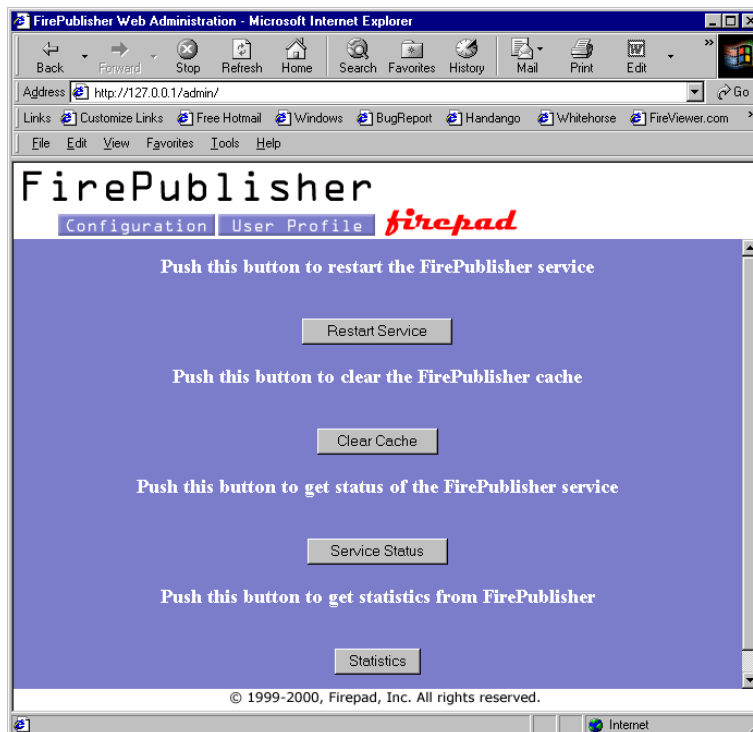 FirePublisher Web Administration - Microsoft Internet Explorer
Back Forward Stop Refresh Home Search Favorites History Mail Print Edit »
Address http://127.0.0.1/admin/ Go
Links Customize Links Free Hotmail Windows BugReport Handango Whitehorse FireViewer.com »
File Edit View Favorites Tools Help
FirePublisher
Configuration User Profile firepad
Push this button to restart the FirePublisher service
Restart Service
Push this button to clear the FirePublisher cache
Clear Cache
Push this button to get status of the FirePublisher service
Service Status
Push this button to get statistics from FirePublisher
Statistics
© 1999-2000, Firepad, Inc. All rights reserved.
Internet